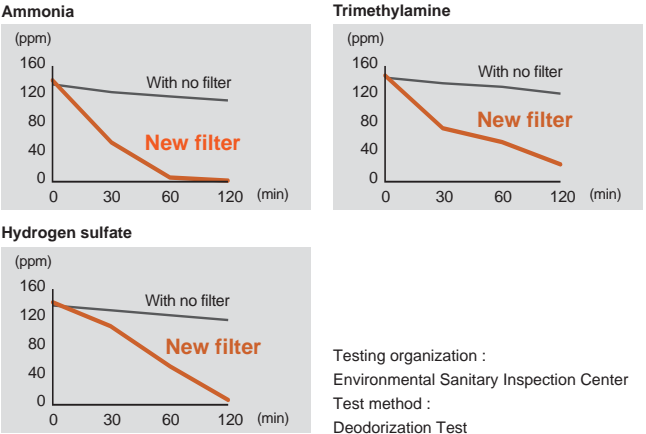 Ammonia
(ppm)
160
120
80
40
0
With no filter
New filter
0 30 60 120 (min)
Trimethylamine
(ppm)
160
120
80
40
0
With no filter
New filter
0 30 60 120 (min)
Hydrogen sulfate
(ppm)
160
120
80
40
0
With no filter
New filter
0 30 60 120 (min)
Testing organization :
Environmental Sanitary Inspection Center
Test method :
Deodorization Test